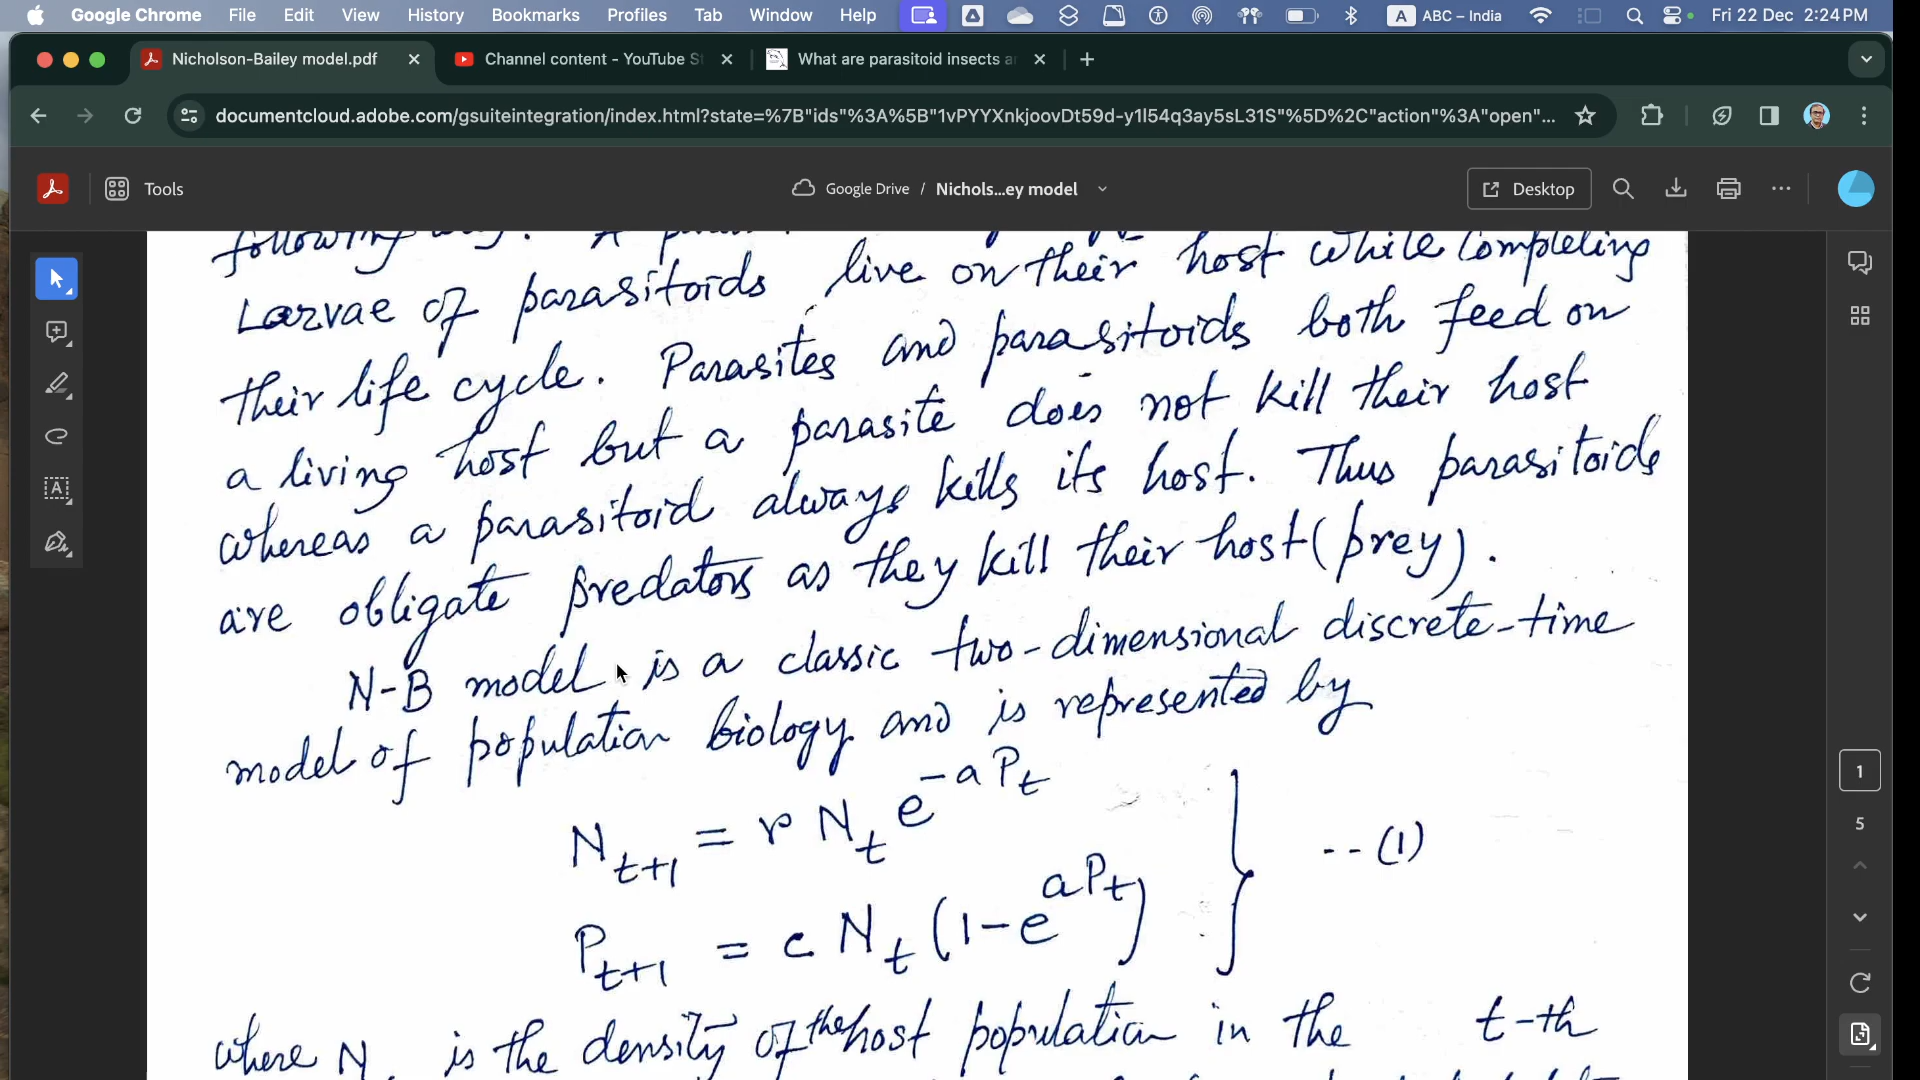 Google Chrome File Edit View History Bookmarks Profiles Tab Window Help A ABC – India Fri 22 Dec 2:24 PM
Nicholson-Bailey model.pdf Channel content - YouTube S What are parasitoid insects a
documentcloud.adobe.com/gsuiteintegration/index.html?state=%7B"ids"%3A%5B"1vPYYXnkjoovDt59d-y1l54q3ay5sL31S"%5D%2C"action"%3A"open"...
Tools Google Drive / Nichols...ey model Desktop
following
Larvae of parasitoids live on their host while completing
their life cycle. Parasites and parasitoids both feed on
a living host but a parasite does not kill their host
whereas a parasitoid always kills its host. Thus parasitoids
are obligate predators as they kill their host (prey).
N-B model is a classic two-dimensional discrete-time
model of population biology and is represented by
N_{t+1} = r N_t e^{-a P_t}
-- (1)
P_{t+1} = c N_t (1 - e^{a P_t})
where N is the density of the host population in the t-th
1
5